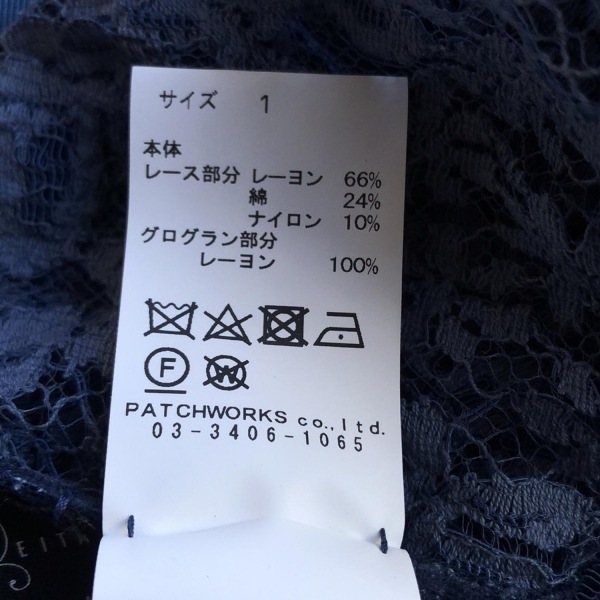 サイズ 1
本体
レース部分 レーヨン 66%
綿 24%
ナイロン 10%
グログラン部分
レーヨン 100%
F W
PATCHWORKS co.,ltd.
03-3406-1065